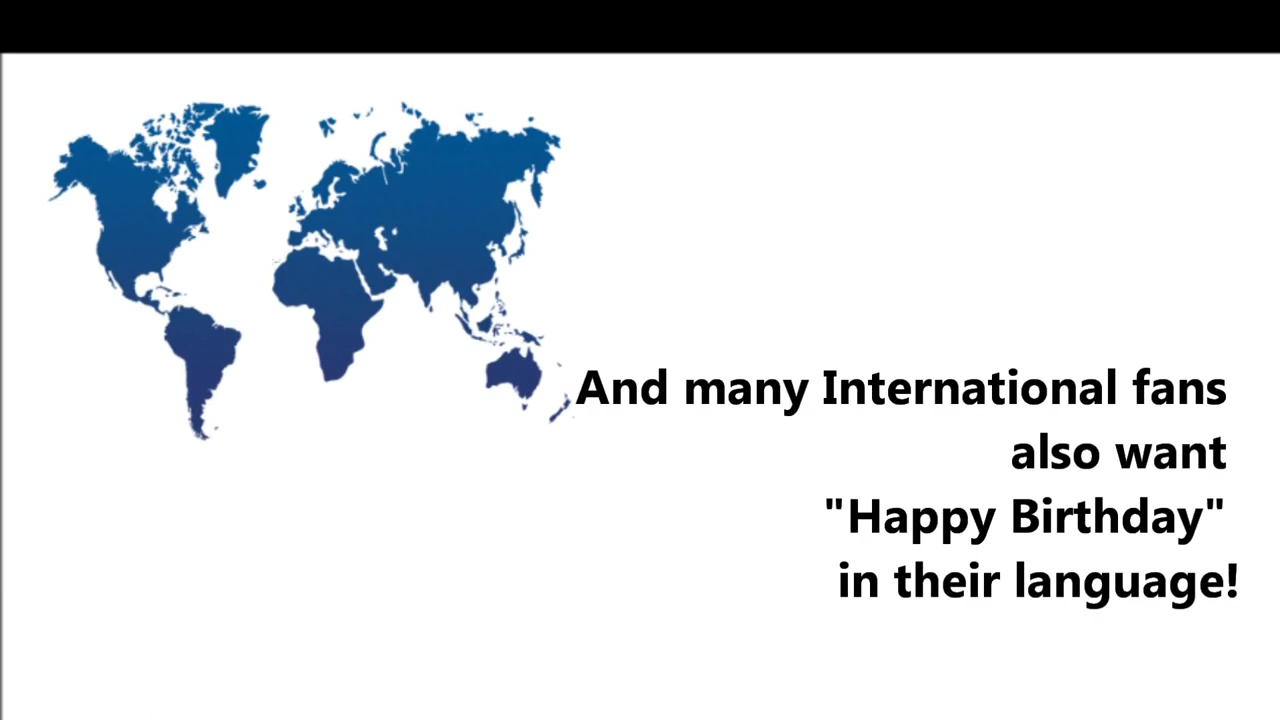 And many International fans
also want
"Happy Birthday"
in their language!